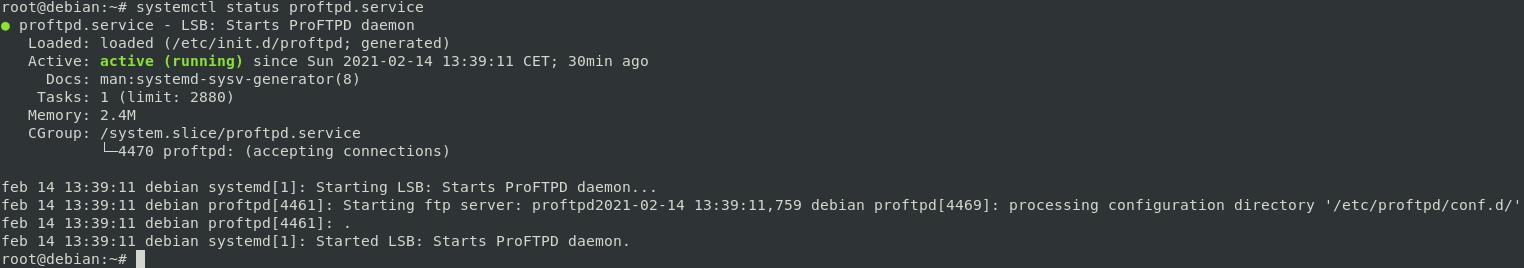 root@debian:~# systemctl status proftpd.service
● proftpd.service - LSB: Starts ProFTPD daemon
   Loaded: loaded (/etc/init.d/proftpd; generated)
   Active: active (running) since Sun 2021-02-14 13:39:11 CET; 30min ago
     Docs: man:systemd-sysv-generator(8)
    Tasks: 1 (limit: 2880)
   Memory: 2.4M
   CGroup: /system.slice/proftpd.service
           └─4470 proftpd: (accepting connections)

feb 14 13:39:11 debian systemd[1]: Starting LSB: Starts ProFTPD daemon...
feb 14 13:39:11 debian proftpd[4461]: Starting ftp server: proftpd2021-02-14 13:39:11,759 debian proftpd[4469]: processing configuration directory '/etc/proftpd/conf.d/'
feb 14 13:39:11 debian proftpd[4461]: .
feb 14 13:39:11 debian systemd[1]: Started LSB: Starts ProFTPD daemon.
root@debian:~#